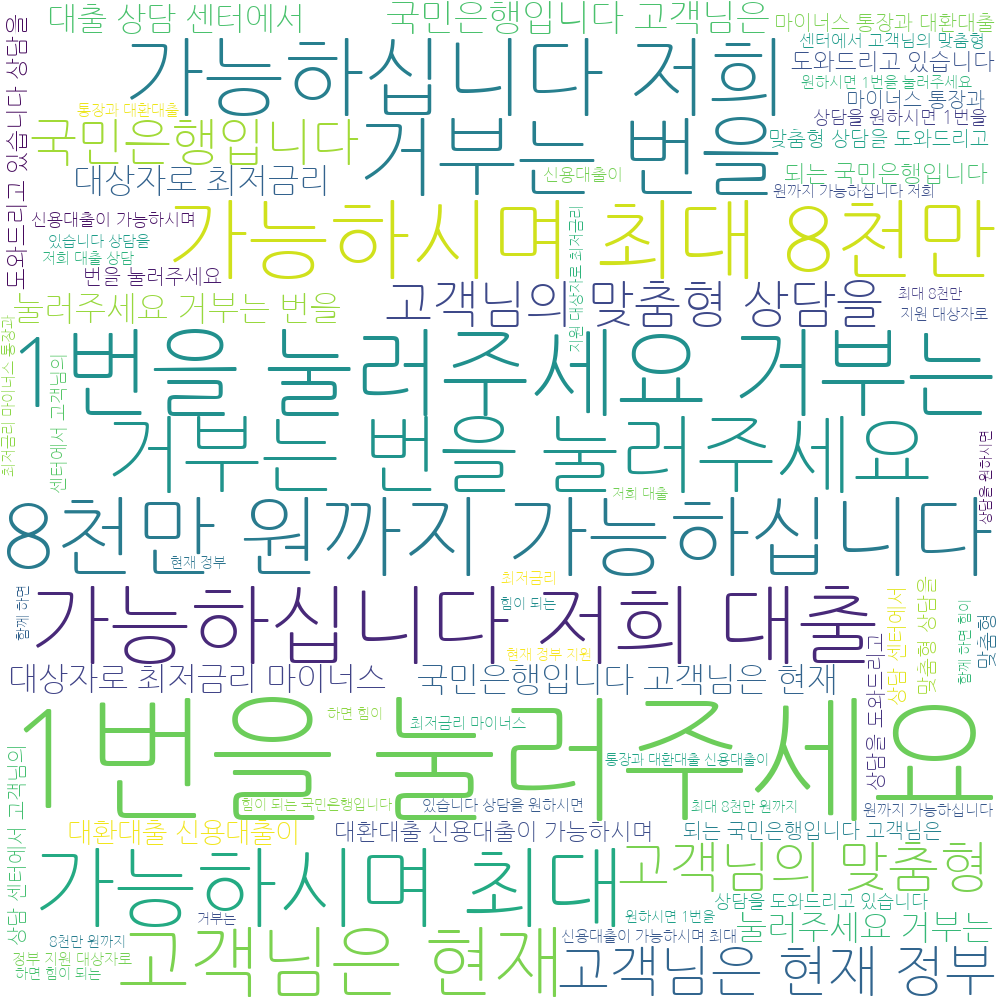 대출 상담 센터에서
국민은행입니다 고객님은
마이너스 통장과 대환대출
센터에서 고객님의 맞춤형
도와드리고 있습니다
원하시면 1번을 눌러주세요
마이너스 통장과
상담을 원하시면 1번을
맞춤형 상담을 도와드리고
가능하십니다 저희
통장과 대환대출
국민은행입니다
거부는 번을
대상자로 최저금리
신용대출이
되는 국민은행입니다
원까지 가능하십니다 저희
도와드리고 있습니다 상담을
신용대출이 가능하시며
가능하시며 최대 8천만
있습니다 상담을
저희 대출 상담
번을 눌러주세요
지원 대상자로 최저금리
고객님의 맞춤형 상담을
최대 8천만
지원 대상자로
눌러주세요 거부는 번을
최저금리 마이너스 통장과
센터에서 고객님의
1번을 눌러주세요 거부는
거부는 번을 눌러주세요
상담을 원하시면
저희 대출
8천만 원까지 가능하십니다
현재 정부
최저금리
함께 하면
힘이 되는
가능하십니다 저희 대출
상담 센터에서
맞춤형 상담을
함께 하면 힘이
맞춤형
현재 정부 지원
상담을 도와드리고
대상자로 최저금리 마이너스
국민은행입니다 고객님은 현재
하면 힘이
최저금리 마이너스
1번을 눌러주세요
통장과 대환대출 신용대출이
상담 센터에서 고객님의
힘이 되는 국민은행입니다
있습니다 상담을 원하시면
최대 8천만 원까지
원까지 가능하십니다
대환대출 신용대출이
대환대출 신용대출이 가능하시며
되는 국민은행입니다 고객님은
가능하시며 최대
고객님의 맞춤형
상담을 도와드리고 있습니다
거부는
원하시면 1번을
눌러주세요 거부는
8천만 원까지
신용대출이 가능하시며 최대
정부 지원 대상자로
하면 힘이 되는
고객님은 현재
고객님은 현재 정부